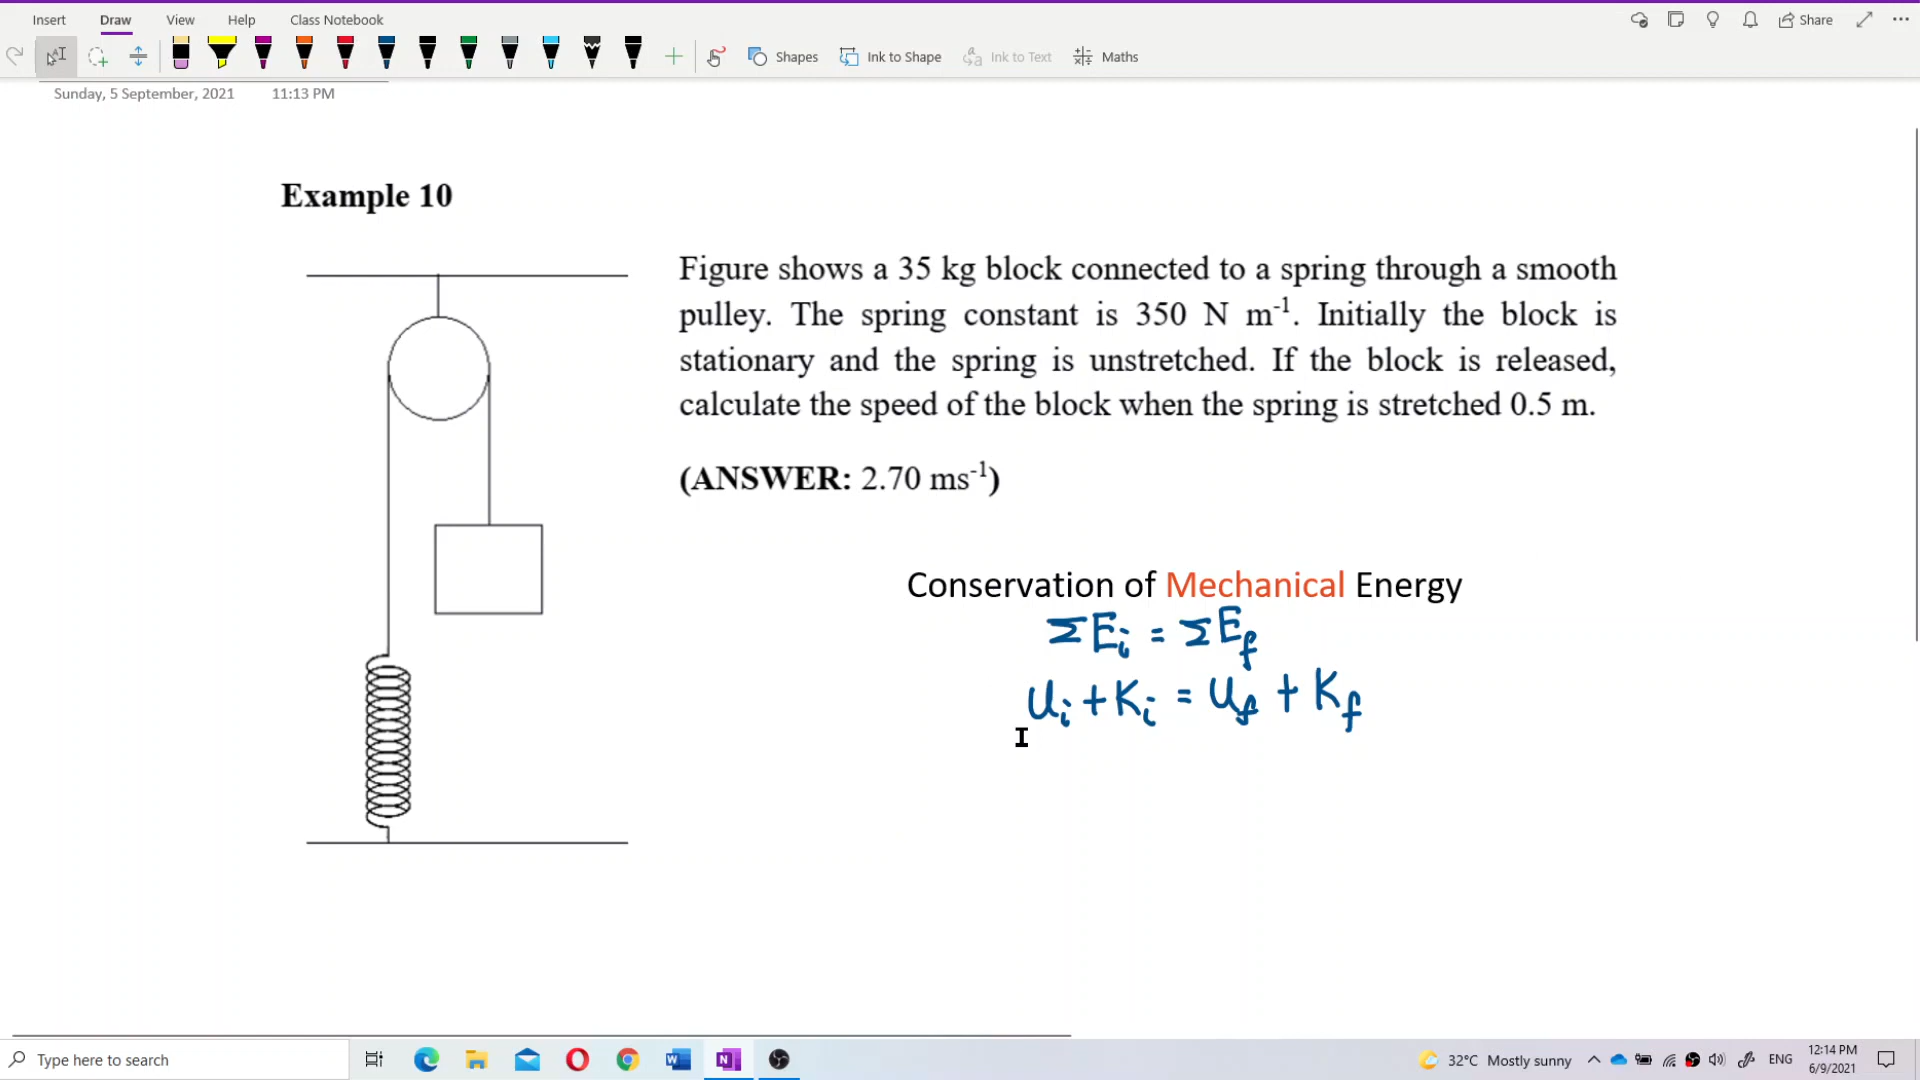 Insert Draw View Help Class Notebook Share
Shapes Ink to Shape Ink to Text Maths
Sunday, 5 September, 2021 11:13 PM
Example 10
Figure shows a 35 kg block connected to a spring through a smooth
pulley. The spring constant is 350 N m⁻¹. Initially the block is
stationary and the spring is unstretched. If the block is released,
calculate the speed of the block when the spring is stretched 0.5 m.
(ANSWER: 2.70 ms⁻¹)
Conservation of Mechanical Energy
ΣEᵢ = ΣE_f
Uᵢ + Kᵢ = U_f + K_f
Type here to search 32°C Mostly sunny ENG 12:14 PM
6/9/2021